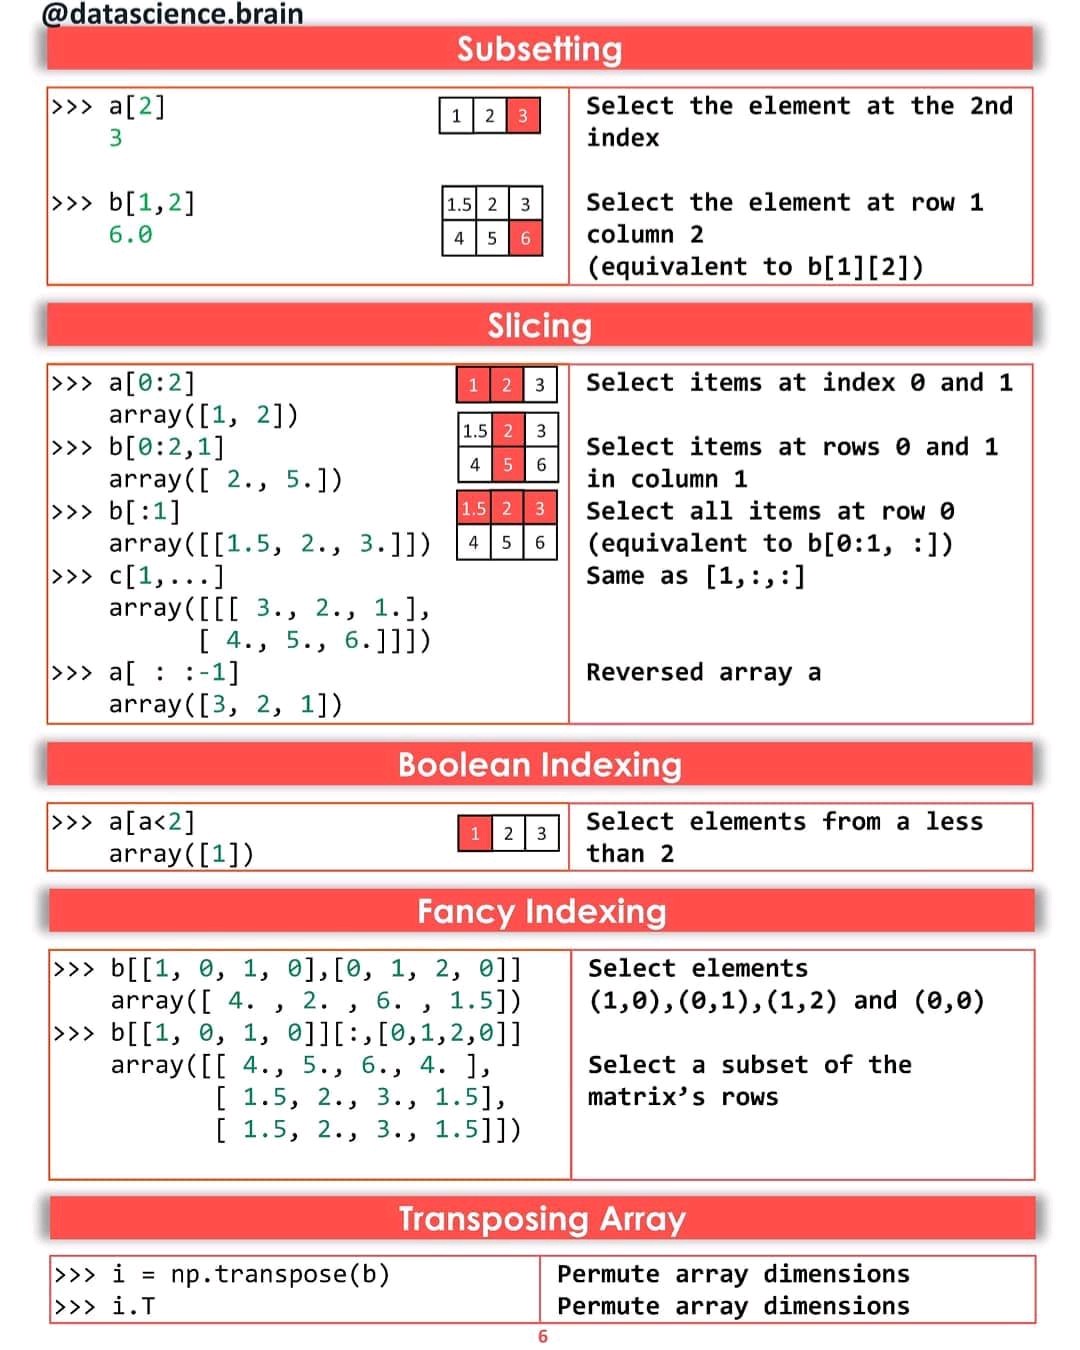 @datascience.brain
Subsetting
>>> a[2]
3
1 2 3
Select the element at the 2nd
index
>>> b[1,2]
6.0
1.5 2 3
4 5 6
Select the element at row 1
column 2
(equivalent to b[1][2])
Slicing
>>> a[0:2]
array([1, 2])
1 2 3
Select items at index 0 and 1
>>> b[0:2,1]
array([ 2., 5.])
1.5 2 3
4 5 6
Select items at rows 0 and 1
in column 1
>>> b[:1]
array([[1.5, 2., 3.]])
1.5 2 3
4 5 6
Select all items at row 0
(equivalent to b[0:1, :])
>>> c[1,...]
array([[[ 3., 2., 1.],
[ 4., 5., 6.]]])
Same as [1,:,:]
>>> a[ : :-1]
array([3, 2, 1])
Reversed array a
Boolean Indexing
>>> a[a<2]
array([1])
1 2 3
Select elements from a less
than 2
Fancy Indexing
>>> b[[1, 0, 1, 0],[0, 1, 2, 0]]
array([ 4. , 2. , 6. , 1.5])
Select elements
(1,0),(0,1),(1,2) and (0,0)
>>> b[[1, 0, 1, 0]][:,[0,1,2,0]]
array([[ 4., 5., 6., 4. ],
[ 1.5, 2., 3., 1.5],
[ 1.5, 2., 3., 1.5]])
Select a subset of the
matrix’s rows
Transposing Array
>>> i = np.transpose(b)
Permute array dimensions
>>> i.T
Permute array dimensions
6